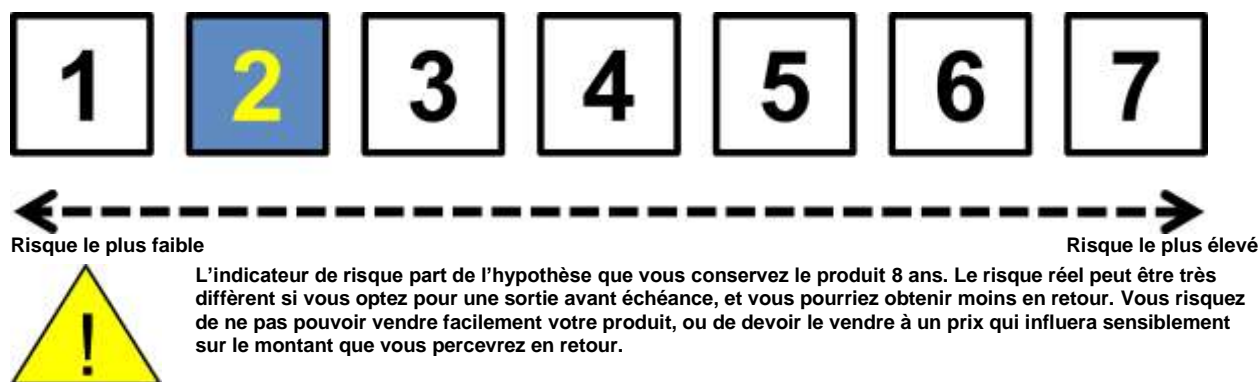 1 2 3 4 5 6 7
Risque le plus faible Risque le plus élevé
L’indicateur de risque part de l’hypothèse que vous conservez le produit 8 ans. Le risque réel peut être très
diffèrent si vous optez pour une sortie avant échéance, et vous pourriez obtenir moins en retour. Vous risquez
de ne pas pouvoir vendre facilement votre produit, ou de devoir le vendre à un prix qui influera sensiblement
sur le montant que vous percevrez en retour.
!